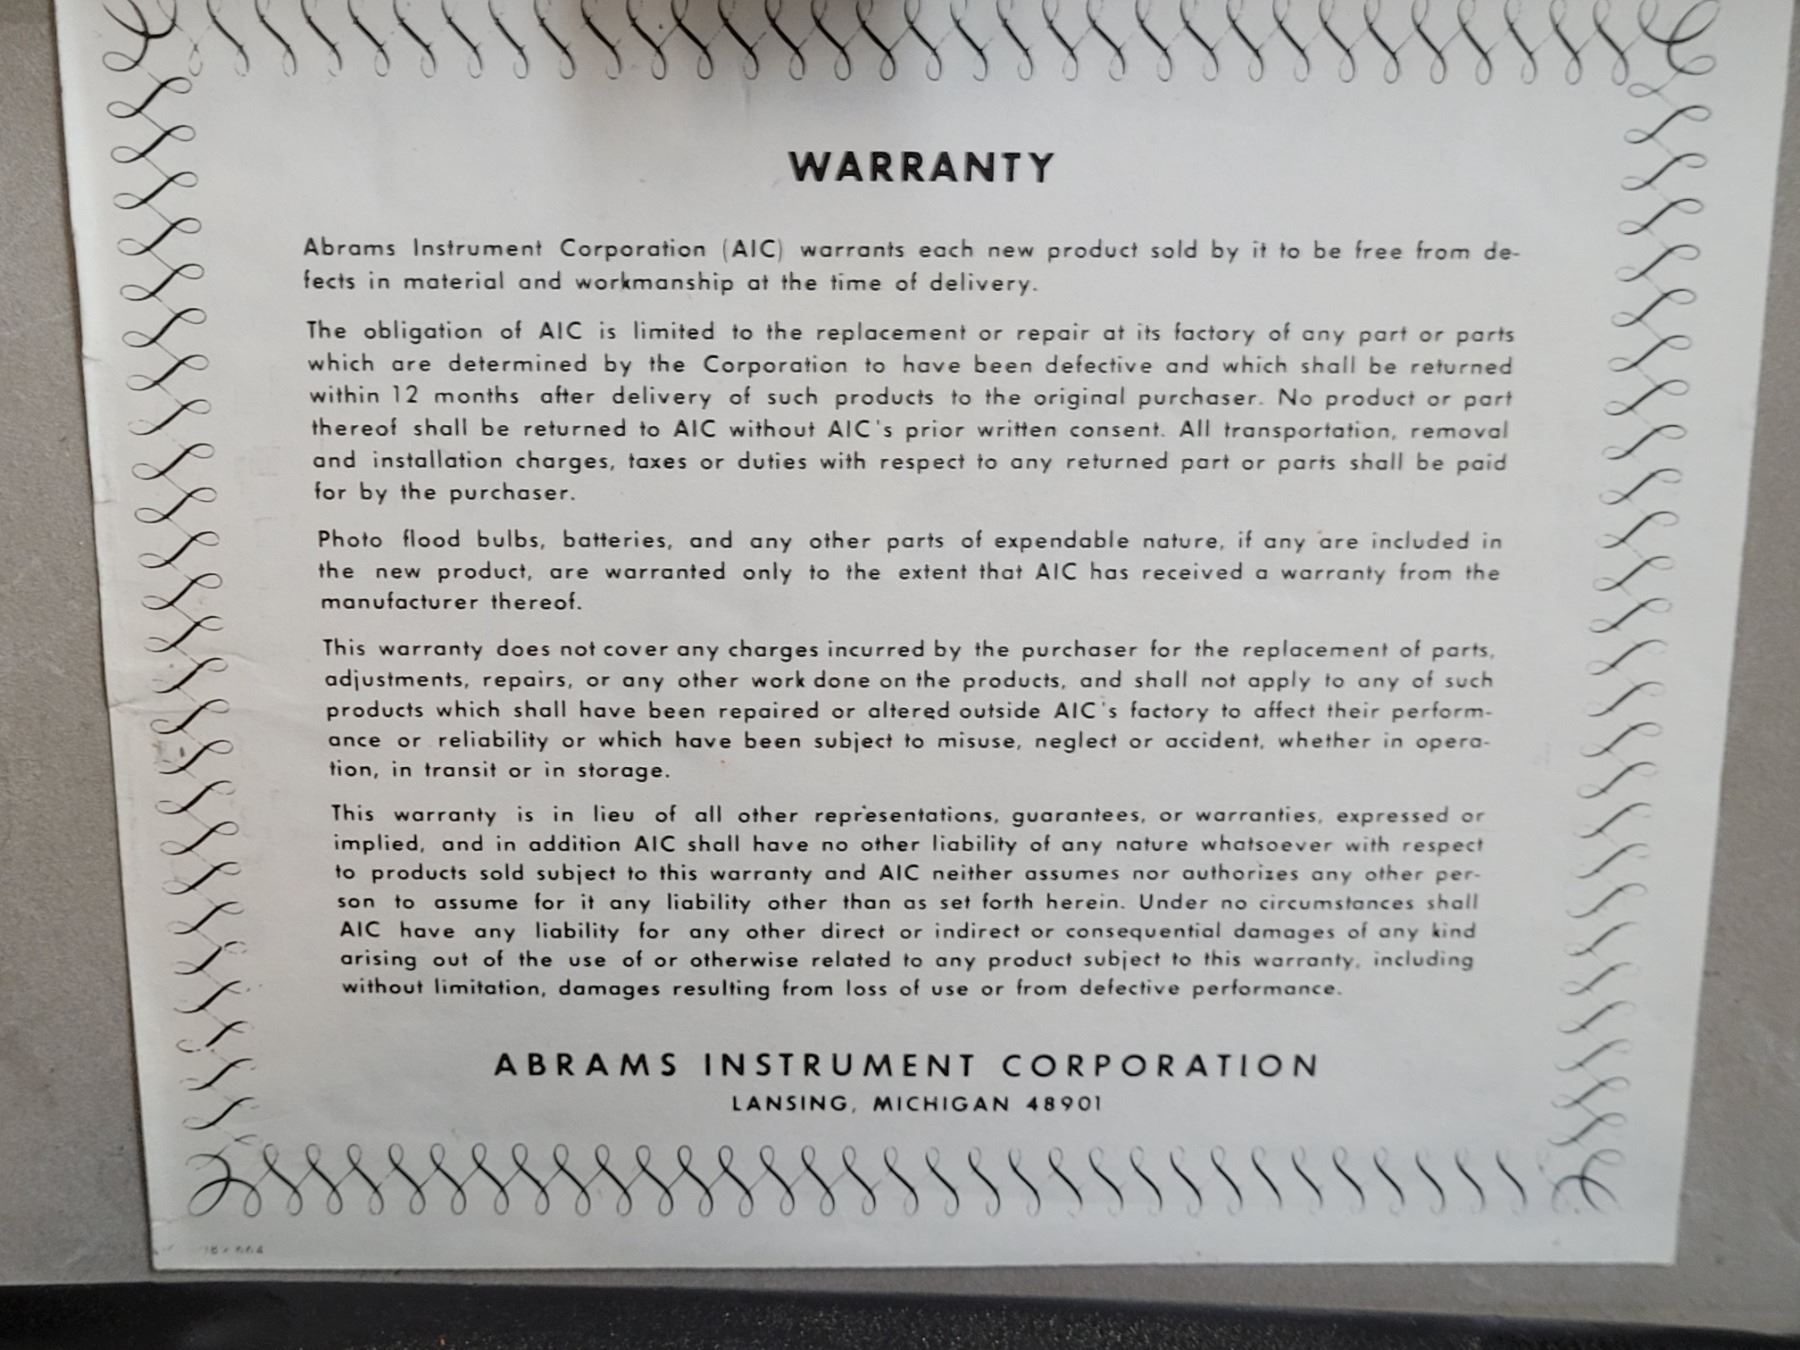 WARRANTY
Abrams Instrument Corporation (AIC) warrants each new product sold by it to be free from de-
fects in material and workmanship at the time of delivery.
The obligation of AIC is limited to the replacement or repair at its factory of any part or parts
which are determined by the Corporation to have been defective and which shall be returned
within 12 months after delivery of such products to the original purchaser. No product or part
thereof shall be returned to AIC without AIC's prior written consent. All transportation, removal
and installation charges, taxes or duties with respect to any returned part or parts shall be paid
for by the purchaser.
Photo flood bulbs, batteries, and any other parts of expendable nature, if any are included in
the new product, are warranted only to the extent that AIC has received a warranty from the
manufacturer thereof.
This warranty does not cover any charges incurred by the purchaser for the replacement of parts,
adjustments, repairs, or any other work done on the products, and shall not apply to any of such
products which shall have been repaired or altered outside AIC's factory to affect their perform-
ance or reliability or which have been subject to misuse, neglect or accident, whether in opera-
tion, in transit or in storage.
This warranty is in lieu of all other representations, guarantees, or warranties, expressed or
implied, and in addition AIC shall have no other liability of any nature whatsoever with respect
to products sold subject to this warranty and AIC neither assumes nor authorizes any other per-
son to assume for it any liability other than as set forth herein. Under no circumstances shall
AIC have any liability for any other direct or indirect or consequential damages of any kind
arising out of the use of or otherwise related to any product subject to this warranty, including
without limitation, damages resulting from loss of use or from defective performance.
ABRAMS INSTRUMENT CORPORATION
LANSING, MICHIGAN 48901